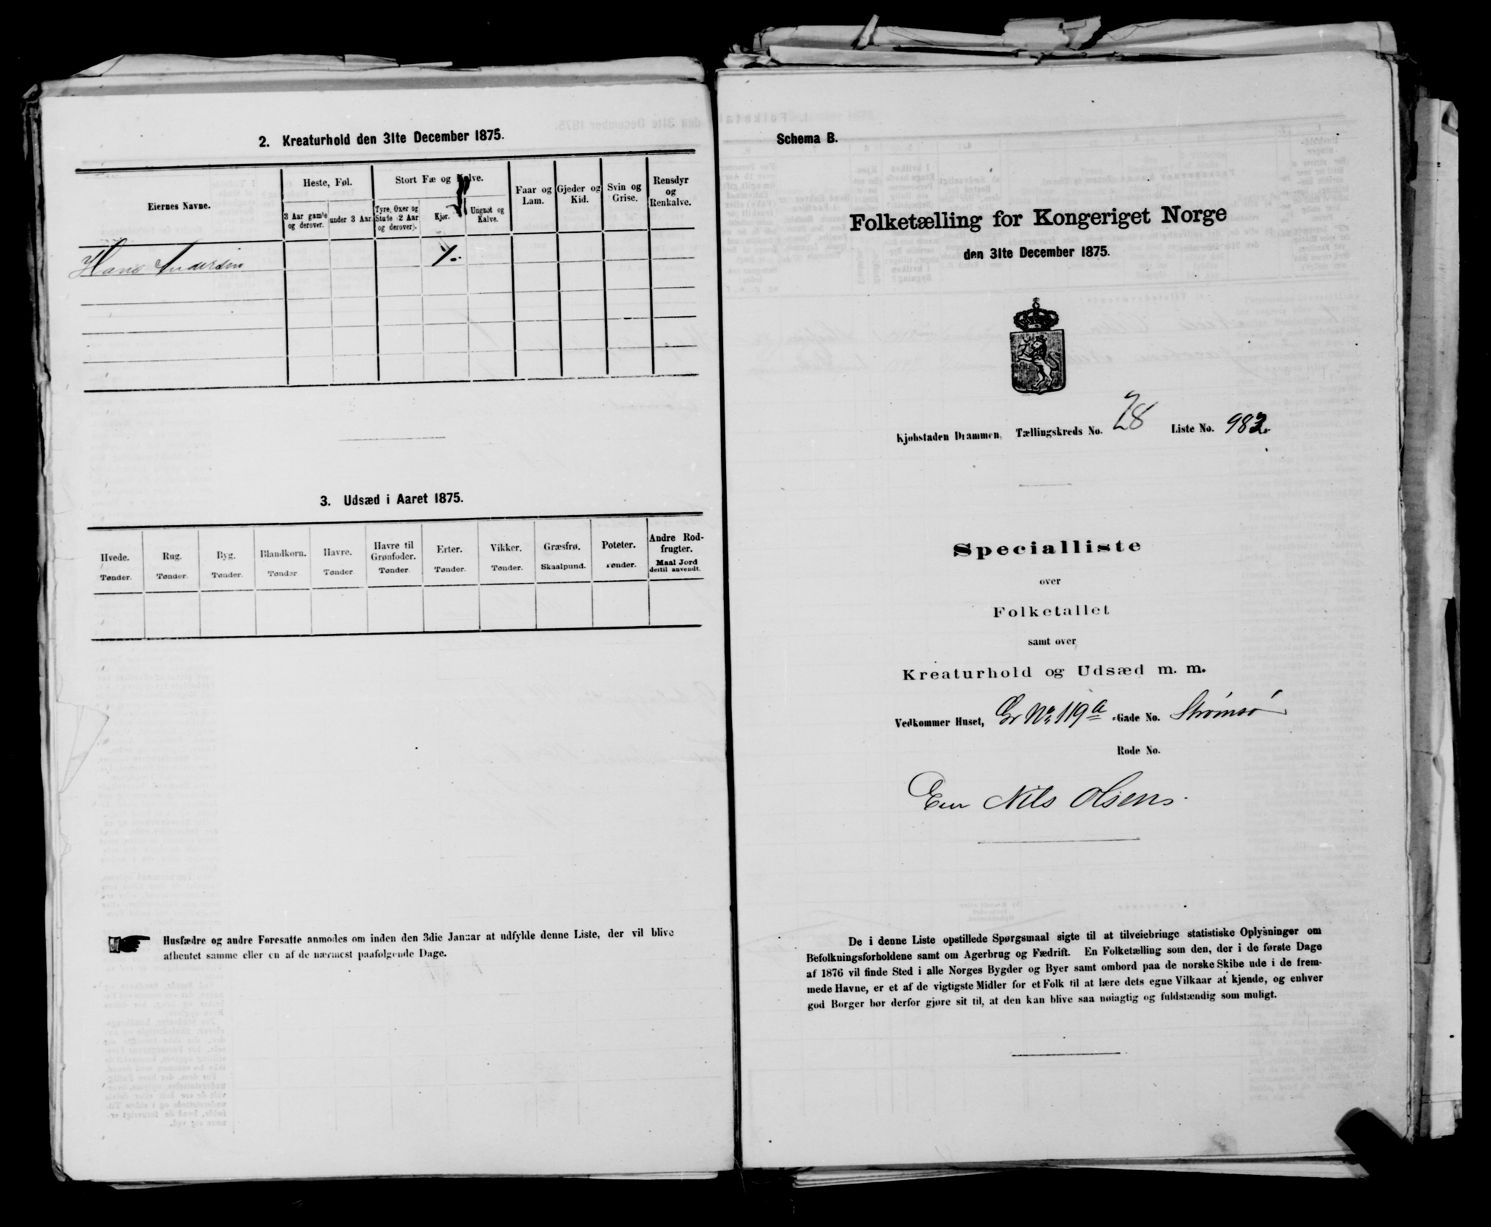 2. Kreaturhold den 31te December 1875.
Eiernes Navne.
Heste, Føl.
Stort Fæ og Kalve.
3 Aar gamle og derover.
under 3 Aar.
Tyre, Oxer og Stude (2 Aar og derover).
Kjør.
Ungnøt og Kalve.
Faar og Lam.
Gjeder og Kid.
Svin og Grise.
Rensdyr og Renkalve.
Hans Andersen
3. Udsæd i Aaret 1875.
Hvede.
Tønder.
Rug.
Tønder.
Byg.
Tønder.
Blandkorn.
Tønder
Havre.
Tønder
Havre til Grønfoder.
Tønder.
Erter.
Tønder.
Vikker.
Tønder.
Græsfrø.
Skaalpund.
Poteter.
Tønder.
Andre Rodfrugter.
Maal Jord dertil anvendt.
Husfædre og andre Foresatte anmodes om inden den 3die Januar at udfylde denne Liste, der vil blive
afhentet samme eller en af de nærmest paafølgende Dage.
Schema B.
Folketælling for Kongeriget Norge
den 31te December 1875.
Kjøbstaden Drammen. Tællingskreds No. 28 Liste No. 982.
Specialliste
over
Folketallet
samt over
Kreaturhold og Udsæd m. m.
Vedkommer Huset, Gr No 119a -Gade No. Strømsø
Rode No.
Eier Nils Olsens.
De i denne Liste opstillede Spørgsmaal sigte til at tilveiebringe statistiske Oplysninger om
Befolkningsforholdene samt om Agerbrug og Fædrift. En Folketælling som den, der i de første Dage
af 1876 vil finde Sted i alle Norges Bygder og Byer samt ombord paa de norske Skibe ude i de frem-
mede Havne, er et af de vigtigste Midler for et Folk til at lære dets egne Vilkaar at kjende, og enhver
god Borger bør derfor gjøre sit til, at den kan blive saa nøiagtig og fuldstændig som muligt.